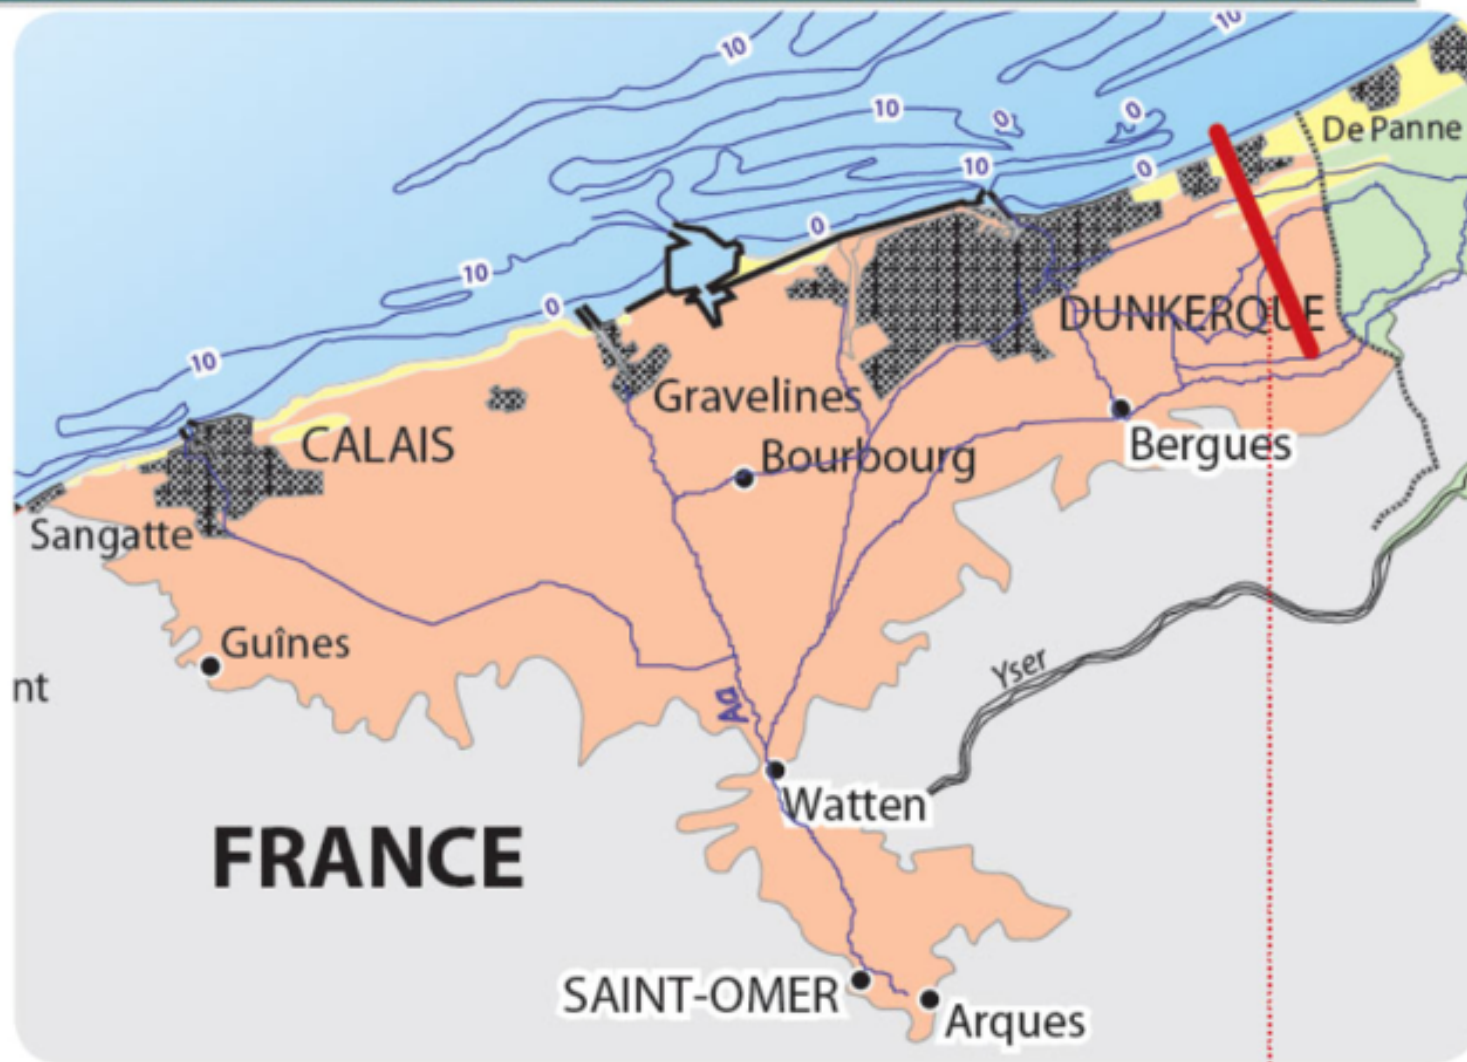 10
10
10
0
0
De Panne
10
0
0
10
0
10
DUNKERQUE
Gravelines
CALAIS
Bourbourg
Bergues
Sangatte
Guînes
Yser
nt
Aa
Watten
FRANCE
SAINT-OMER
Arques